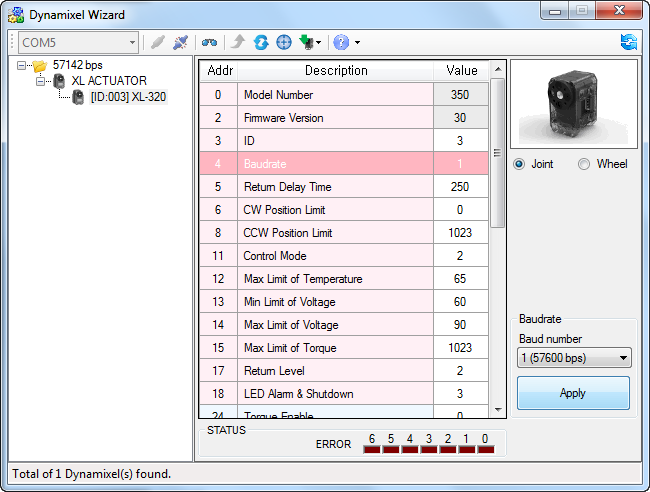 Dynamixel Wizard
COM5
57142 bps
XL ACTUATOR
[ID:003] XL-320
Addr Description Value
0 Model Number 350
2 Firmware Version 30
3 ID 3
4 Baudrate 1
5 Return Delay Time 250
6 CW Position Limit 0
8 CCW Position Limit 1023
11 Control Mode 2
12 Max Limit of Temperature 65
13 Min Limit of Voltage 60
14 Max Limit of Voltage 90
15 Max Limit of Torque 1023
17 Return Level 2
18 LED Alarm & Shutdown 3
24 Torque Enable 0
Joint Wheel
Baudrate
Baud number
1 (57600 bps)
Apply
STATUS
ERROR 6 5 4 3 2 1 0
Total of 1 Dynamixel(s) found.